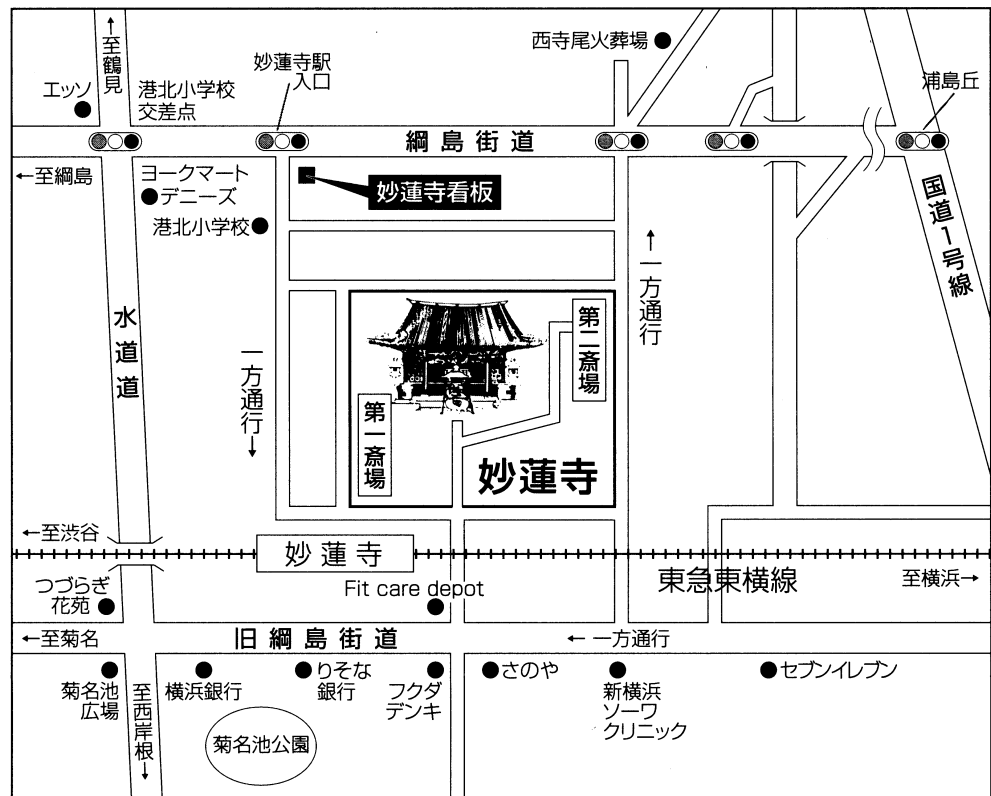 ↑至鶴見
エッソ
港北小学校
交差点
妙蓮寺駅
入口
西寺尾火葬場
浦島丘
綱島街道
←至綱島
ヨークマート
デニーズ
港北小学校
妙蓮寺看板
国道1号線
←一方通行
水道道
一方通行→
第二斎場
第一斎場
妙蓮寺
←至渋谷
妙蓮寺
東急東横線
至横浜→
つづらぎ
花苑
Fit care depot
←至菊名
旧綱島街道
← 一方通行
菊名池
広場
至西岸根→
横浜銀行
りそな
銀行
フクダ
デンキ
さのや
新横浜
ソーワ
クリニック
セブンイレブン
菊名池公園